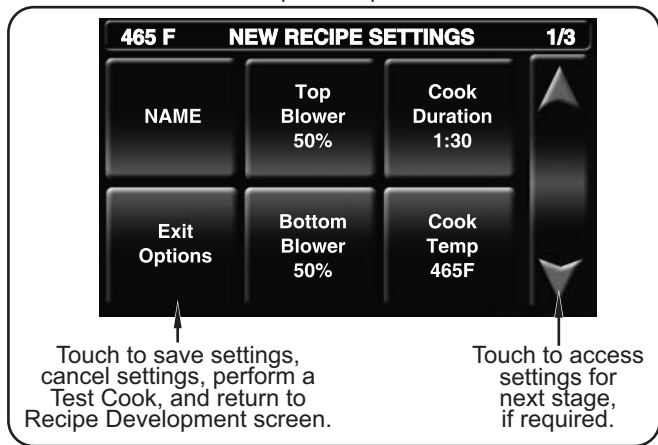 465 F NEW RECIPE SETTINGS 1/3
NAME
Top
Blower
50%
Cook
Duration
1:30
Exit
Options
Bottom
Blower
50%
Cook
Temp
465F
Touch to save settings,
cancel settings, perform a
Test Cook, and return to
Recipe Development screen.
Touch to access
settings for
next stage,
if required.